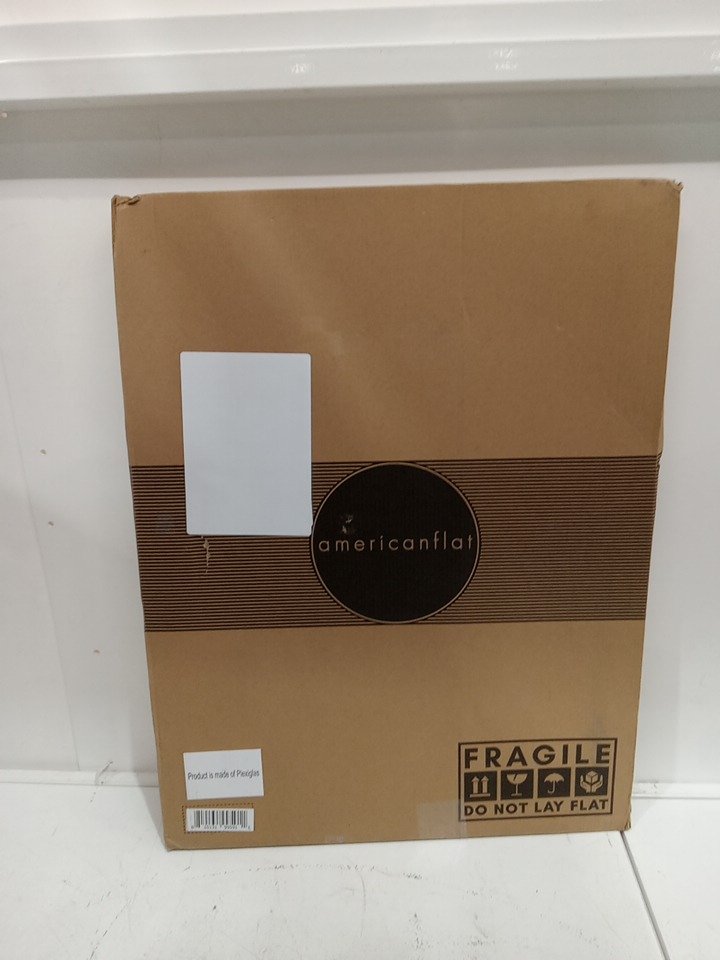 americanflat
Product is made of Plexiglas
FRAGILE
DO NOT LAY FLAT